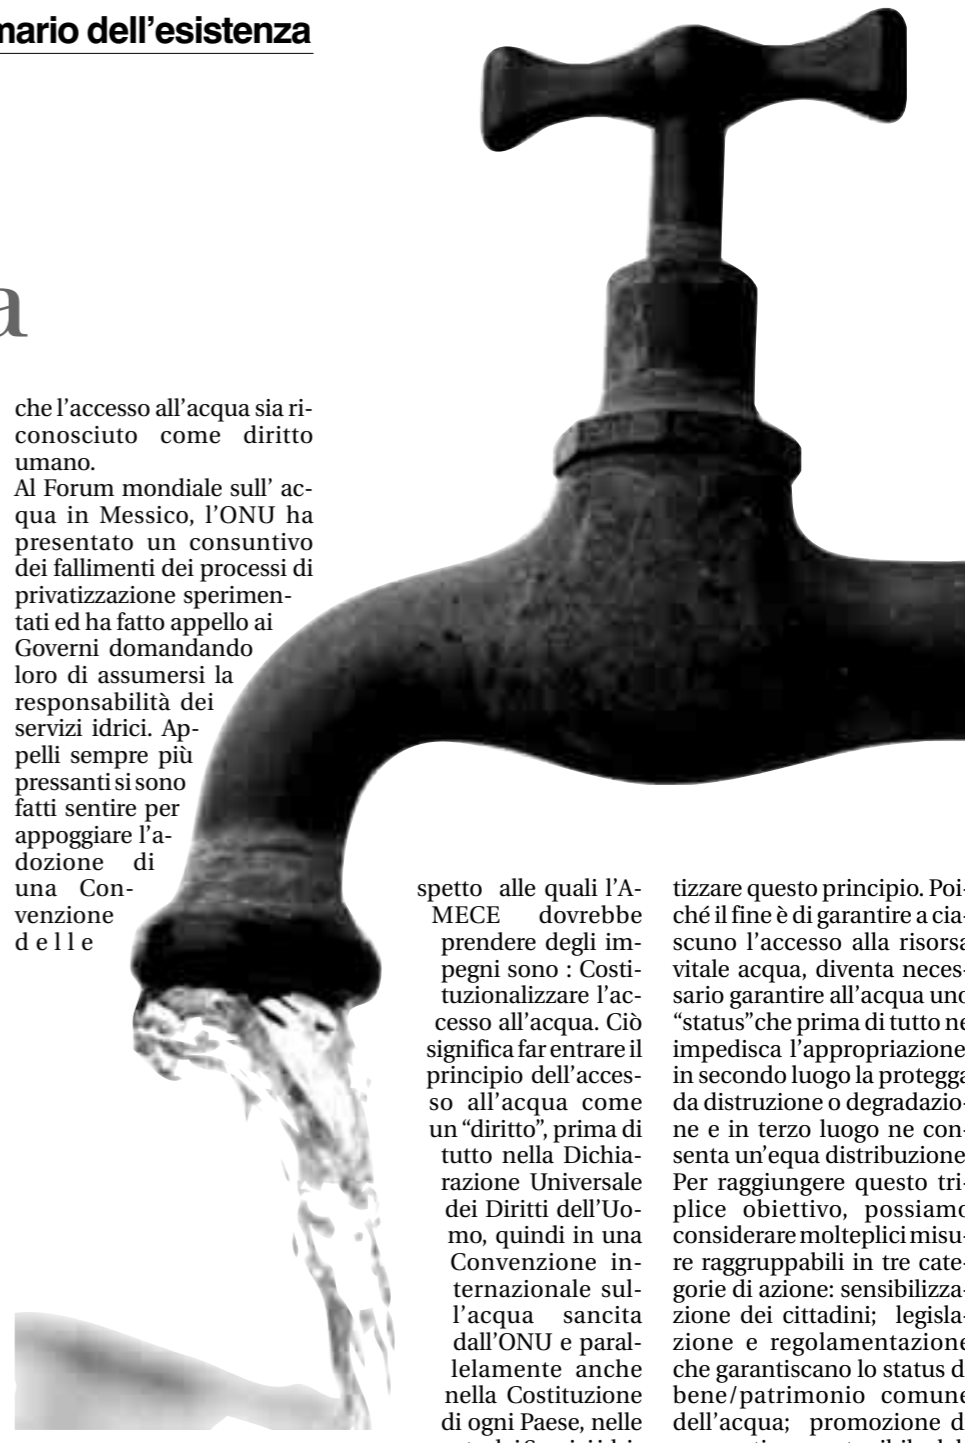 dell'esistenza
che l'accesso all'acqua sia ri-
conosciuto come diritto
umano.
Al Forum mondiale sull' ac-
qua in Messico, l'ONU ha
presentato un consuntivo
dei fallimenti dei processi di
privatizzazione sperimen-
tati ed ha fatto appello ai
Governi domandando
loro di assumersi la
responsabilità dei
servizi idrici. Ap-
pelli sempre più
pressanti si sono
fatti sentire per
appoggiare l'a-
dozione di
una Con-
venzione
delle
spetto alle quali l'A-
MECE dovrebbe
prendere degli im-
pegni sono : Costi-
tuzionalizzare l'ac-
cesso all'acqua. Ciò
significa far entrare il
principio dell'acces-
so all'acqua come
un “diritto”, prima di
tutto nella Dichia-
razione Universale
dei Diritti dell'Uo-
mo, quindi in una
Convenzione in-
ternazionale sul-
l'acqua sancita
dall'ONU e paral-
lelamente anche
nella Costituzione
di ogni Paese, nelle
tizzare questo principio. Poi-
ché il fine è di garantire a cia-
scuno l'accesso alla risorsa
vitale acqua, diventa neces-
sario garantire all'acqua uno
“status” che prima di tutto ne
impedisca l'appropriazione
in secondo luogo la protegga
da distruzione o degradazio-
ne e in terzo luogo ne con-
senta un'equa distribuzione
Per raggiungere questo tri-
plice obiettivo, possiamo
considerare molteplici misu-
re raggruppabili in tre cate-
gorie di azione: sensibilizza-
zione dei cittadini; legisla-
zione e regolamentazione
che garantiscano lo status
bene/patrimonio comune
dell'acqua; promozione